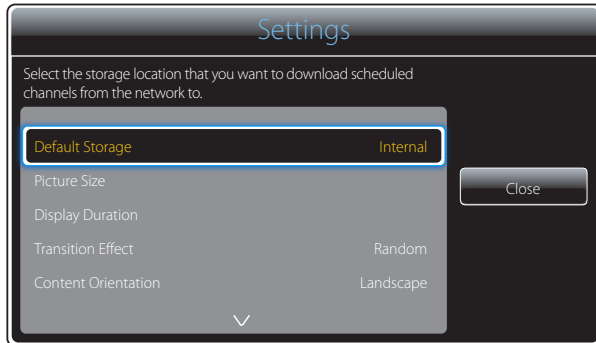 Settings
Select the storage location that you want to download scheduled
channels from the network to.
Default Storage Internal
Picture Size
Close
Display Duration
Transition Effect Random
Content Orientation Landscape